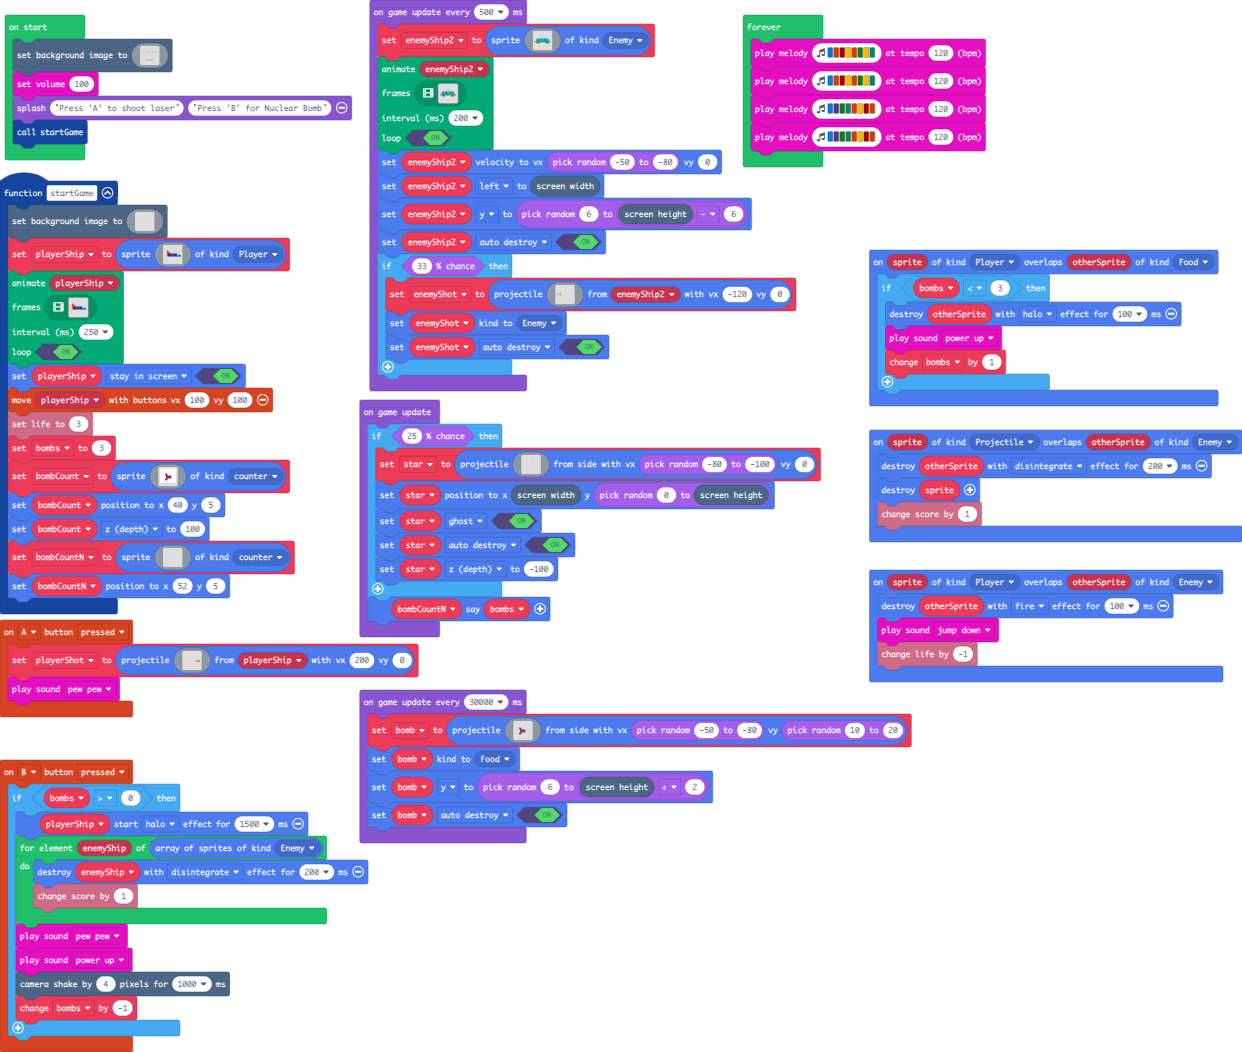 on start
set background image to
set volume 100
splash "Press 'A' to shoot laser" "Press 'B' for Nuclear Bomb"
call startGame
function startGame
set background image to
set playerShip to sprite of kind Player
animate playerShip
frames
interval (ms) 250
loop ON
set playerShip stay in screen ON
move playerShip with buttons vx 100 vy 100
set life to 3
set bombs to 3
set bombCount to sprite of kind counter
set bombCount position to x 40 y 5
set bombCount z (depth) to 100
set bombCountN to sprite of kind counter
set bombCountN position to x 52 y 5
on A button pressed
set playerShot to projectile from playerShip with vx 200 vy 0
play sound pew pew
on B button pressed
if bombs > 0 then
playerShip start halo effect for 1500 ms
for element enemyShip of array of sprites of kind Enemy
do destroy enemyShip with disintegrate effect for 200 ms
change score by 1
play sound pew pew
play sound power up
camera shake by 4 pixels for 1000 ms
change bombs by -1
on game update every 500 ms
set enemyShip2 to sprite of kind Enemy
animate enemyShip2
frames
interval (ms) 200
loop ON
set enemyShip2 velocity to vx pick random -50 to -80 vy 0
set enemyShip2 left to screen width
set enemyShip2 y to pick random 6 to screen height - 6
set enemyShip2 auto destroy ON
if 33 % chance then
set enemyShot to projectile from enemyShip2 with vx -120 vy 0
set enemyShot kind to Enemy
set enemyShot auto destroy ON
on game update
if 25 % chance then
set star to projectile from side with vx pick random -80 to -100 vy 0
set star position to x screen width y pick random 0 to screen height
set star ghost ON
set star auto destroy ON
set star z (depth) to -100
bombCountN say bombs
on game update every 30000 ms
set bomb to projectile from side with vx pick random -50 to -80 vy pick random 10 to 20
set bomb kind to Food
set bomb y to pick random 6 to screen height ÷ 2
set bomb auto destroy ON
forever
play melody at tempo 120 (bpm)
play melody at tempo 120 (bpm)
play melody at tempo 120 (bpm)
play melody at tempo 120 (bpm)
on sprite of kind Player overlaps otherSprite of kind Food
if bombs < 3 then
destroy otherSprite with halo effect for 100 ms
play sound power up
change bombs by 1
on sprite of kind Projectile overlaps otherSprite of kind Enemy
destroy otherSprite with disintegrate effect for 200 ms
destroy sprite
change score by 1
on sprite of kind Player overlaps otherSprite of kind Enemy
destroy otherSprite with fire effect for 100 ms
play sound jump down
change life by -1